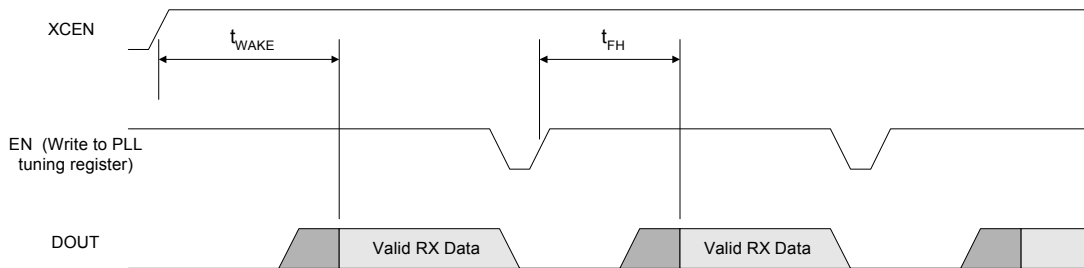 XCEN
tWAKE
tFH
EN (Write to PLL
tuning register)
DOUT
Valid RX Data
Valid RX Data